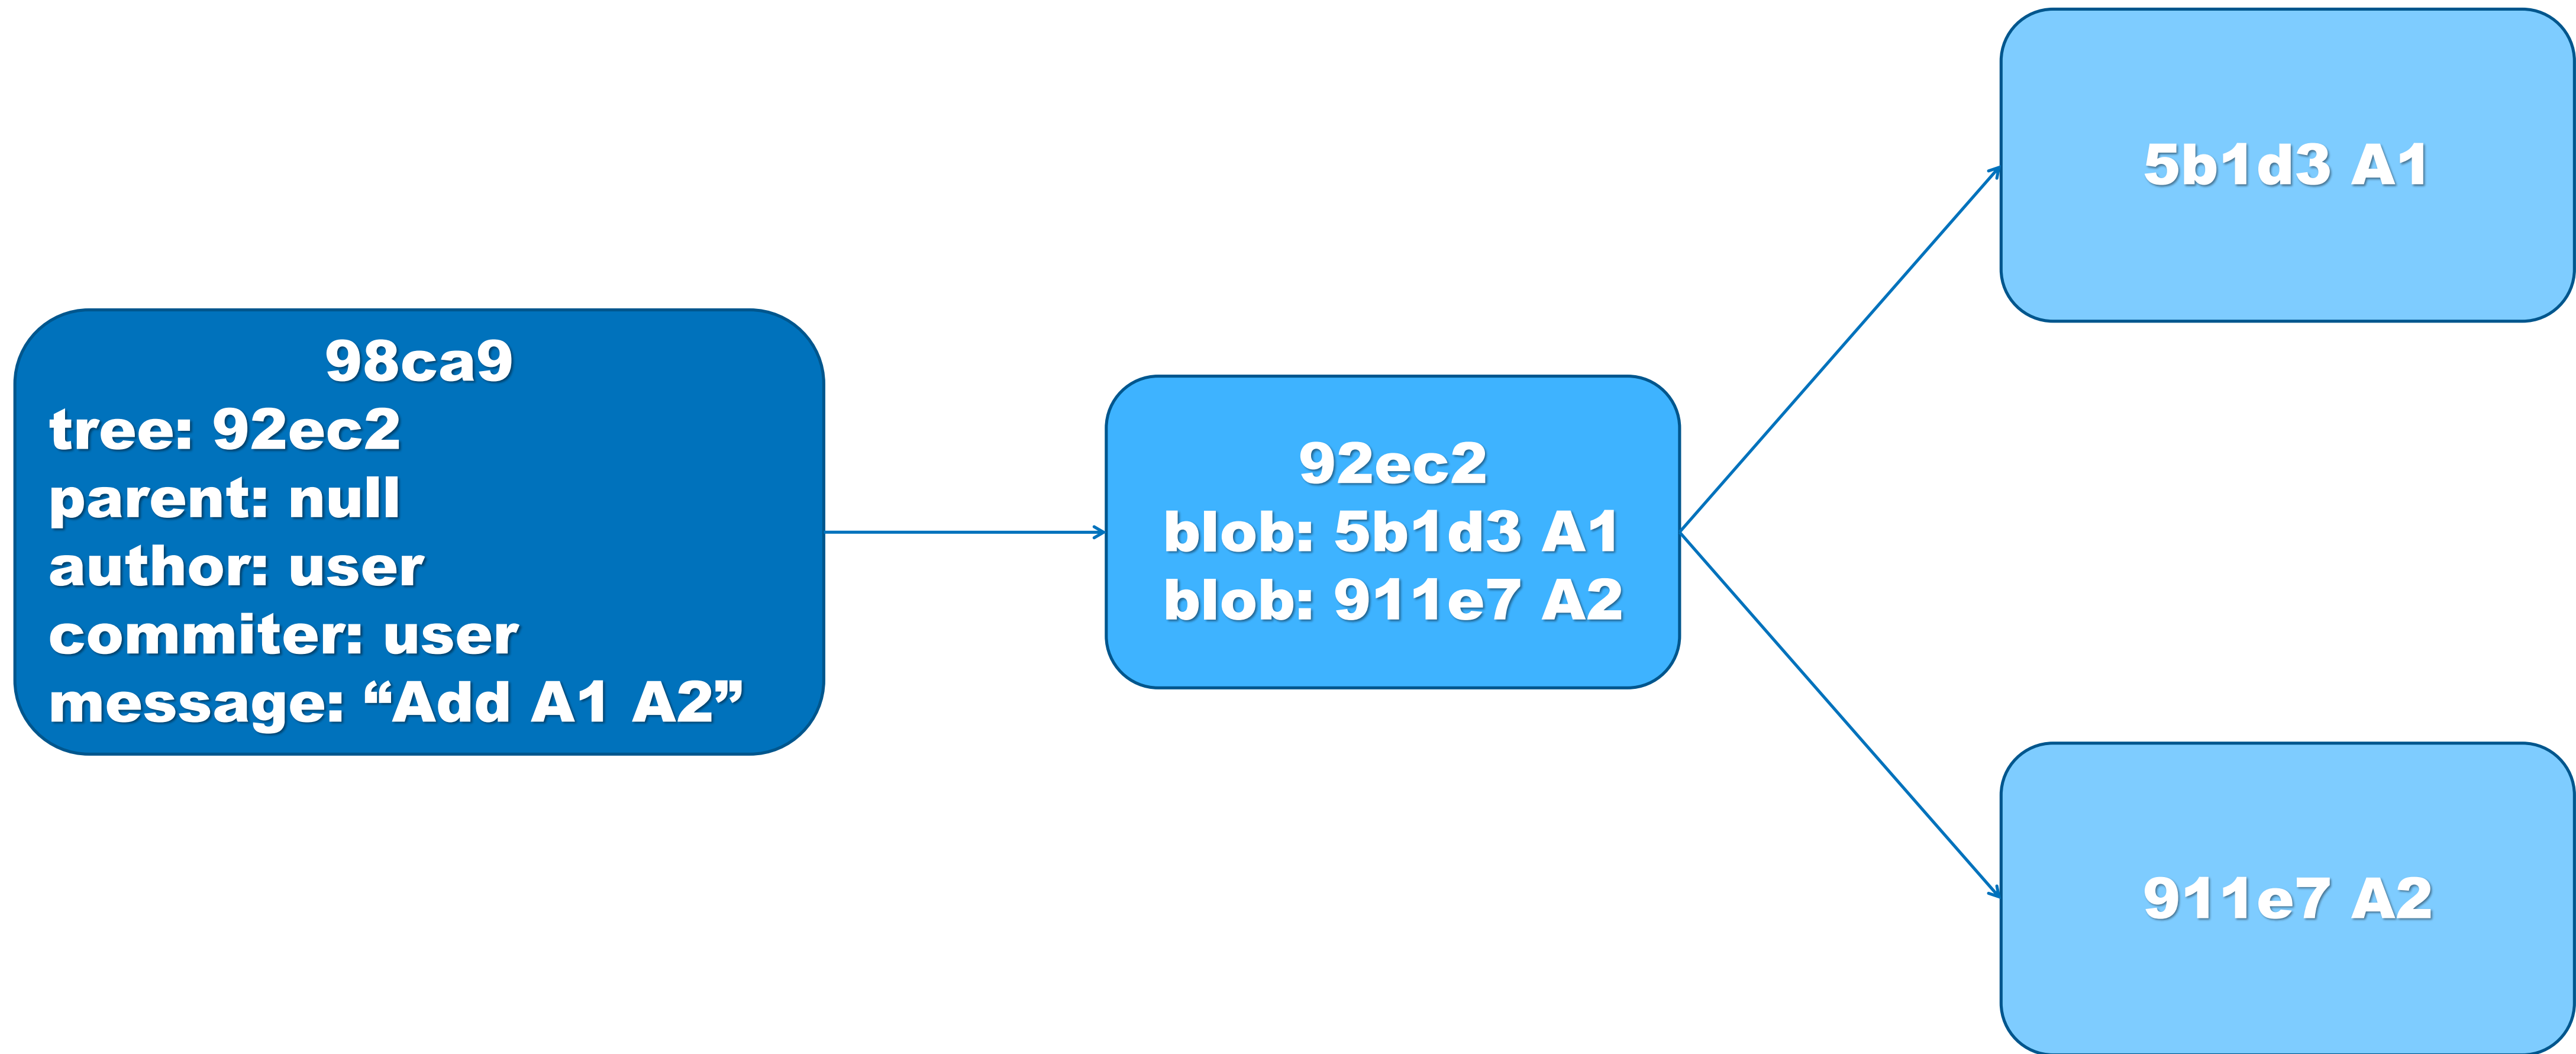 98ca9
tree: 92ec2
parent: null
author: user
commiter: user
message: “Add A1 A2”
92ec2
blob: 5b1d3 A1
blob: 911e7 A2
5b1d3 A1
911e7 A2